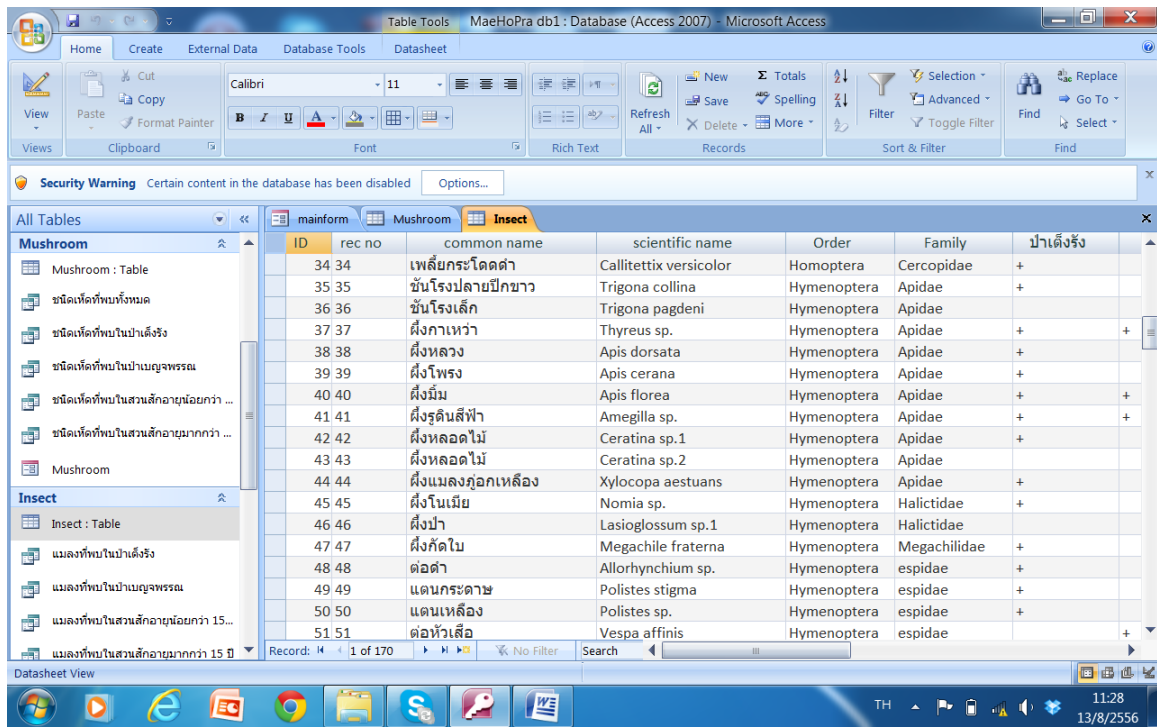 Table Tools MaeHoPra db1 : Database (Access 2007) - Microsoft Access
Home Create External Data Database Tools Datasheet
View
Paste
Cut
Copy
Format Painter
Calibri 11
B I U A
Refresh All
New
Save
Delete
Σ Totals
Spelling
More
Filter
Selection
Advanced
Toggle Filter
Find
Replace
Go To
Select
Views Clipboard Font Rich Text Records Sort & Filter Find
Security Warning Certain content in the database has been disabled Options...
All Tables
Mushroom
Mushroom : Table
ชนิดเห็ดที่พบทั้งหมด
ชนิดเห็ดที่พบในป่าเต็งรัง
ชนิดเห็ดที่พบในป่าเบญจพรรณ
ชนิดเห็ดที่พบในสวนสักอายุน้อยกว่า ...
ชนิดเห็ดที่พบในสวนสักอายุมากกว่า ...
Mushroom
Insect
Insect : Table
แมลงที่พบในป่าเต็งรัง
แมลงที่พบในป่าเบญจพรรณ
แมลงที่พบในสวนสักอายุน้อยกว่า 15...
แมลงที่พบในสวนสักอายุมากกว่า 15 ปี
mainform Mushroom Insect
ID rec no common name scientific name Order Family ป่าเต็งรัง
34 34 เพลี้ยกระโดดดำ Callitettix versicolor Homoptera Cercopidae +
35 35 ชันโรงปลายปีกขาว Trigona collina Hymenoptera Apidae +
36 36 ชันโรงเล็ก Trigona pagdeni Hymenoptera Apidae
37 37 ผึ้งกาเหว่า Thyreus sp. Hymenoptera Apidae + +
38 38 ผึ้งหลวง Apis dorsata Hymenoptera Apidae +
39 39 ผึ้งโพรง Apis cerana Hymenoptera Apidae +
40 40 ผึ้งมิ้ม Apis florea Hymenoptera Apidae + +
41 41 ผึ้งรูดินสีฟ้า Amegilla sp. Hymenoptera Apidae + +
42 42 ผึ้งหลอดไม้ Ceratina sp.1 Hymenoptera Apidae +
43 43 ผึ้งหลอดไม้ Ceratina sp.2 Hymenoptera Apidae
44 44 ผึ้งแมลงภู่อกเหลือง Xylocopa aestuans Hymenoptera Apidae +
45 45 ผึ้งโนเมีย Nomia sp. Hymenoptera Halictidae +
46 46 ผึ้งป่า Lasioglossum sp.1 Hymenoptera Halictidae
47 47 ผึ้งกัดใบ Megachile fraterna Hymenoptera Megachilidae +
48 48 ต่อดำ Allorhynchium sp. Hymenoptera espidae +
49 49 แตนกระดาษ Polistes stigma Hymenoptera espidae +
50 50 แตนเหลือง Polistes sp. Hymenoptera espidae +
51 51 ต่อหัวเสือ Vespa affinis Hymenoptera espidae +
Record: 1 of 170 No Filter Search
Datasheet View
TH 11:28
13/8/2556